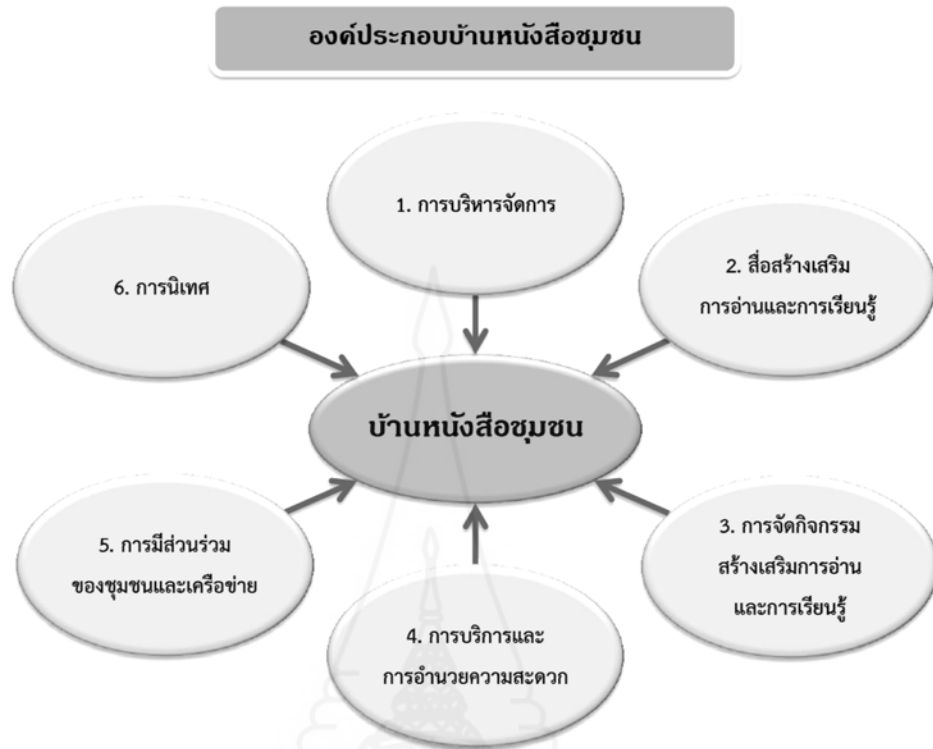 องค์ประกอบบ้านหนังสือชุมชน
1. การบริหารจัดการ
2. สื่อสร้างเสริม
การอ่านและการเรียนรู้
3. การจัดกิจกรรม
สร้างเสริมการอ่าน
และการเรียนรู้
4. การบริการและ
การอำนวยความสะดวก
5. การมีส่วนร่วม
ของชุมชนและเครือข่าย
6. การนิเทศ
บ้านหนังสือชุมชน